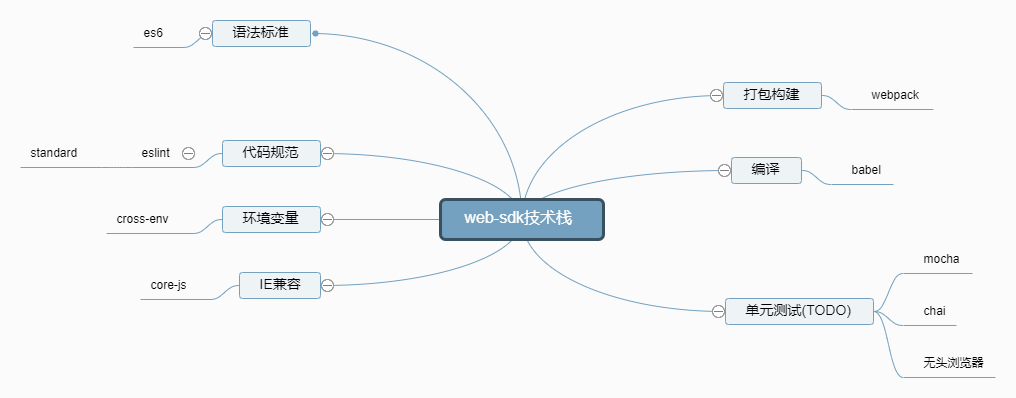 es6
语法标准
打包构建
webpack
standard
eslint
代码规范
编译
babel
cross-env
环境变量
web-sdk技术栈
core-js
IE兼容
单元测试(TODO)
mocha
chai
无头浏览器